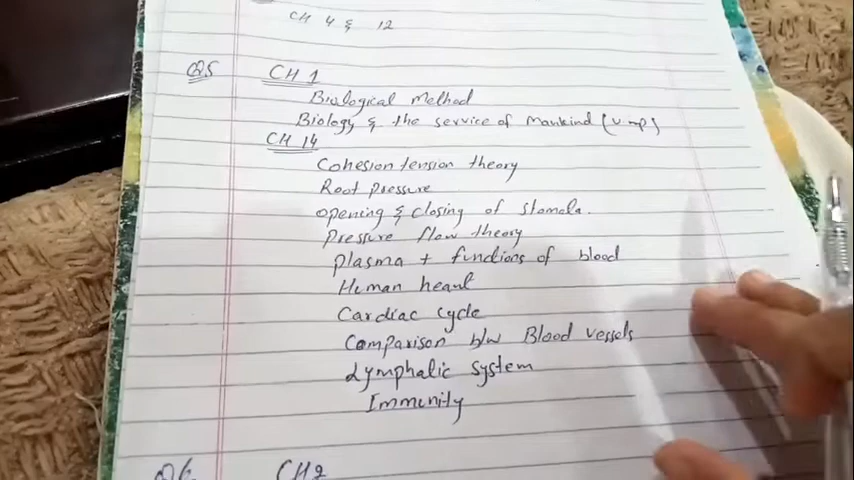 CH 4 & 12
Q5 CH 1
Biological Method
Biology & the service of Mankind (v.imp)
CH 14
Cohesion tension theory
Root Pressure
opening & closing of stomata.
Pressure flow theory
Plasma + functions of blood
Human heart
Cardiac cycle
Comparison b/w Blood vessels
Lymphatic system
Immunity
Q6 CH2